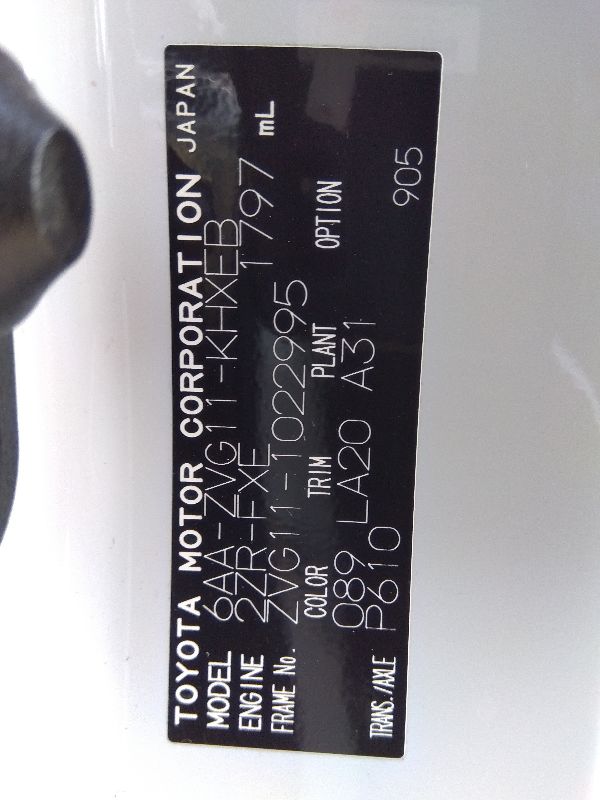 TOYOTA MOTOR CORPORATION JAPAN
MODEL 6AA-ZVG11-KHXEB
ENGINE 2ZR-FXE 1797 mL
FRAME No. ZVG11-1022995
COLOR TRIM PLANT OPTION
089 LA20 A31
TRANS./AXLE P610 905